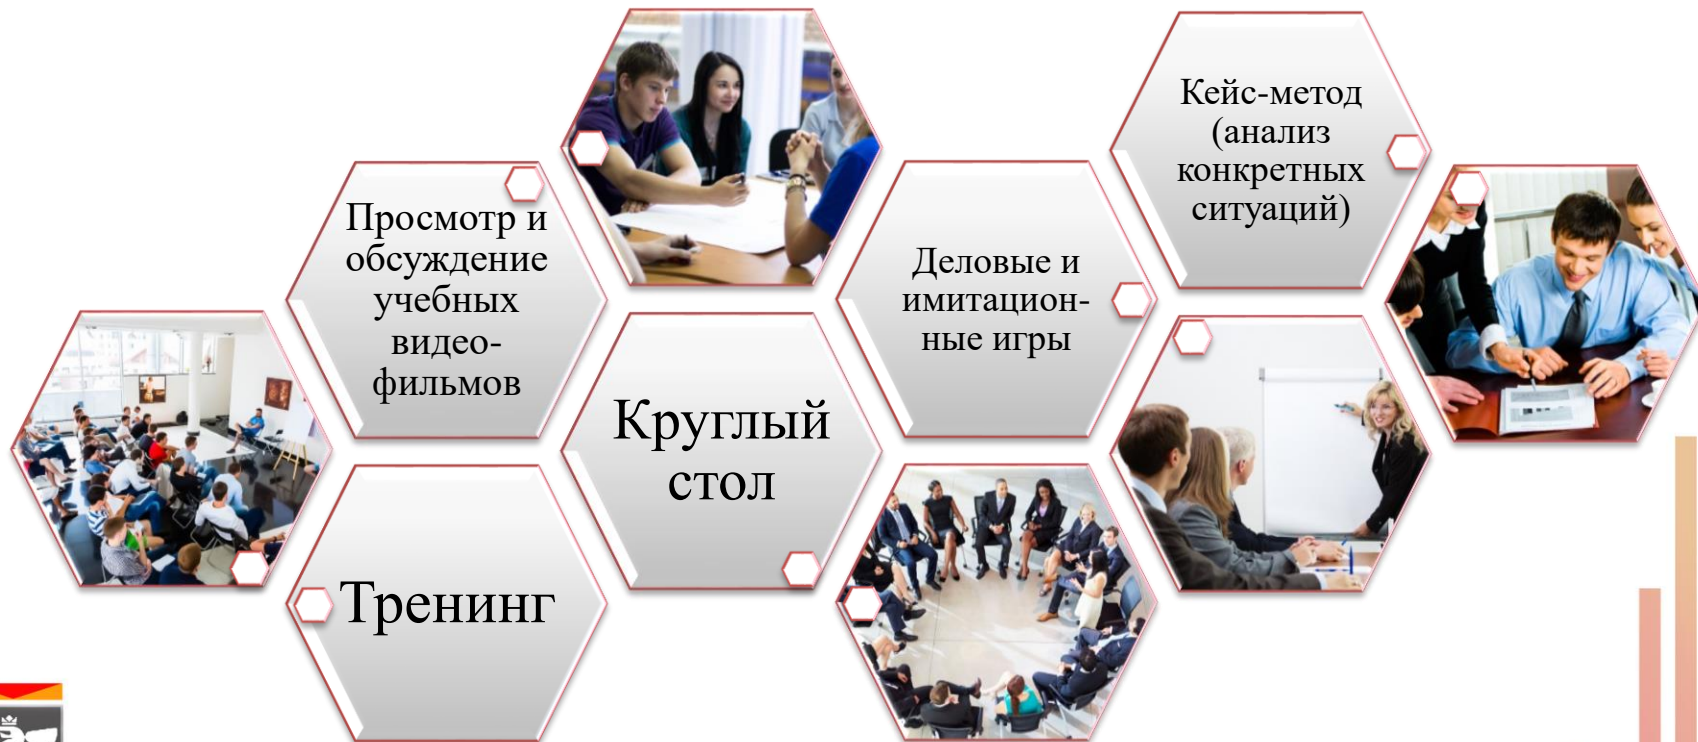 Просмотр и
обсуждение
учебных
видео-
фильмов
Тренинг
Круглый
стол
Деловые и
имитацион-
ные игры
Кейс-метод
(анализ
конкретных
ситуаций)